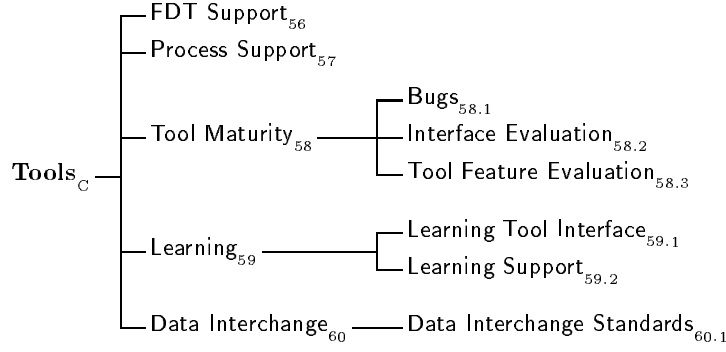 FDT Support56
Process Support57
Bugs58.1
Tool Maturity58 Interface Evaluation58.2
Tool Feature Evaluation58.3
ToolsC
Learning Tool Interface59.1
Learning59
Learning Support59.2
Data Interchange60 Data Interchange Standards60.1